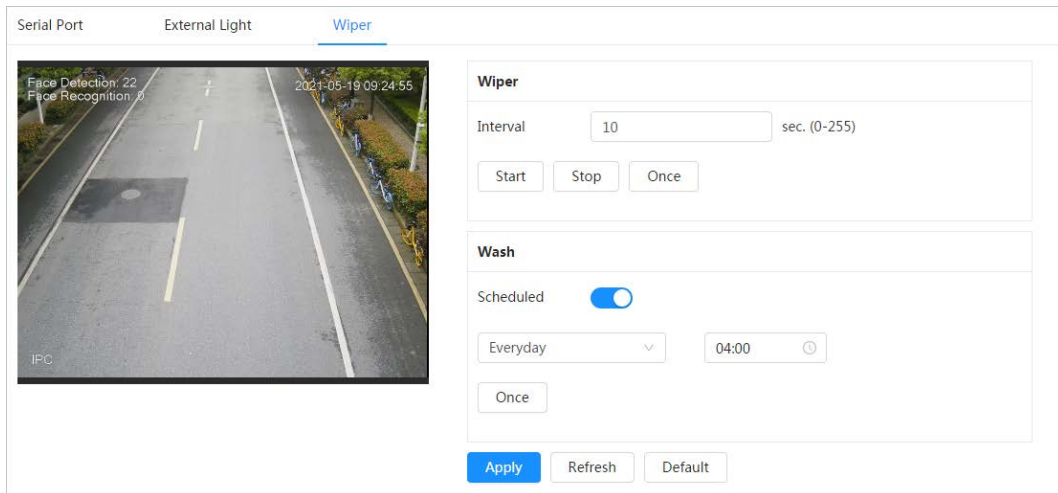 Serial Port External Light Wiper
Face Detection: 22
Face Recognition: 0
2021-05-19 09:24:55
IPC
Wiper
Interval 10 sec. (0-255)
Start Stop Once
Wash
Scheduled
Everyday 04:00
Once
Apply Refresh Default